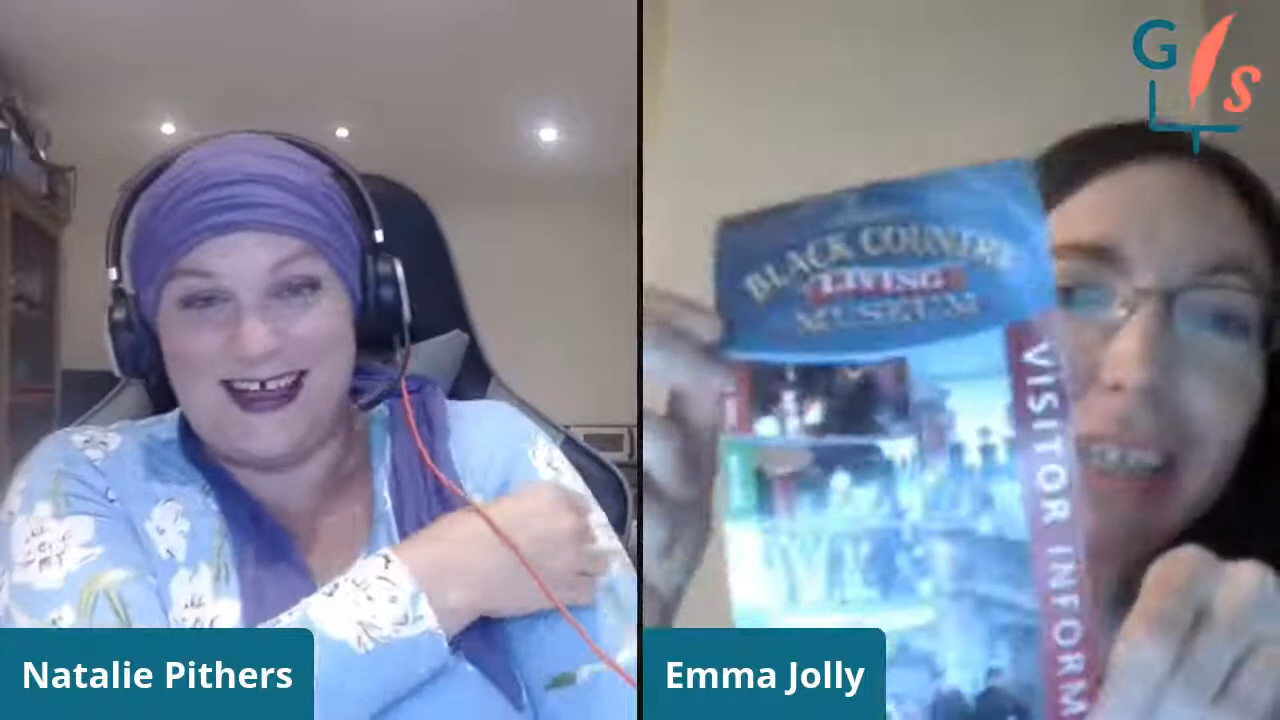 G S
BLACK COUNTRY
LIVING
MUSEUM
VISITOR INFORM
Natalie Pithers
Emma Jolly